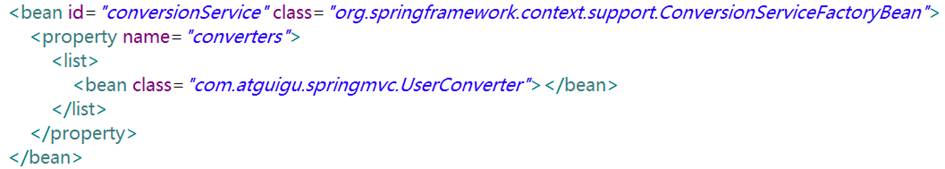 <bean id="conversionService" class="org.springframework.context.support.ConversionServiceFactoryBean">
<property name="converters">
<list>
<bean class="com.atguigu.springmvc.UserConverter"></bean>
</list>
</property>
</bean>